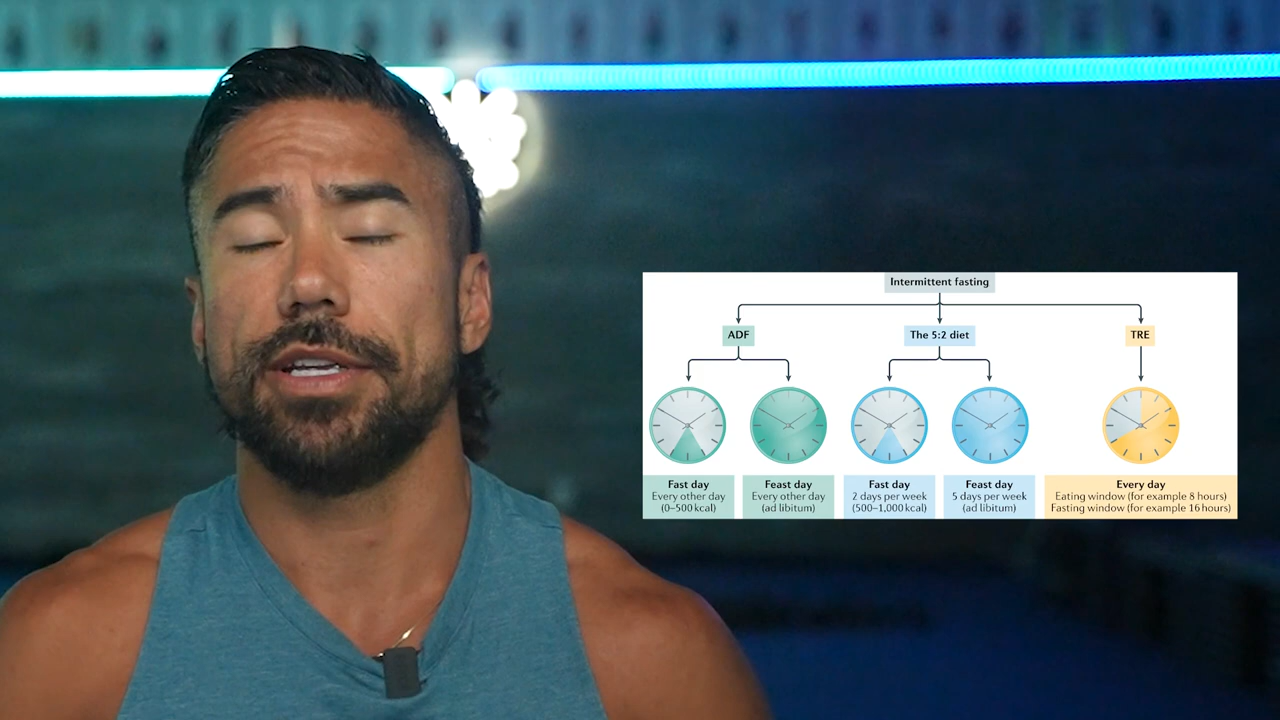 Intermittent fasting
ADF
The 5:2 diet
TRE
Fast day
Every other day
(0–500 kcal)
Feast day
Every other day
(ad libitum)
Fast day
2 days per week
(500–1,000 kcal)
Feast day
5 days per week
(ad libitum)
Every day
Eating window (for example 8 hours)
Fasting window (for example 16 hours)